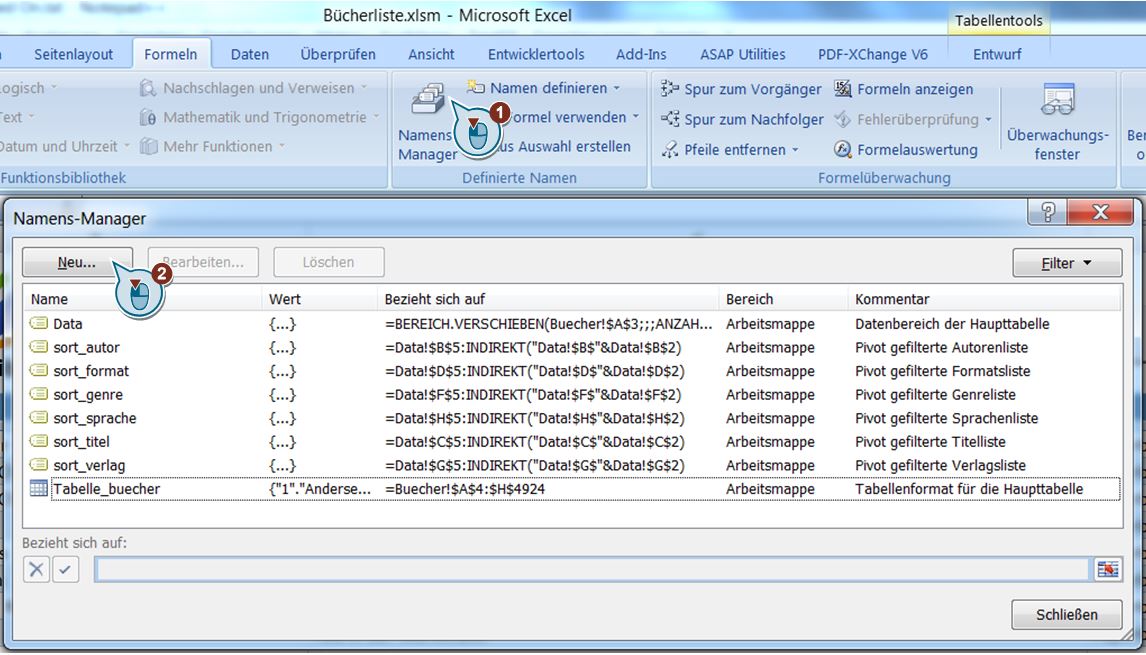 Bücherliste.xlsm - Microsoft Excel
Tabellentools
Seitenlayout Formeln Daten Überprüfen Ansicht Entwicklertools Add-Ins ASAP Utilities PDF-XChange V6 Entwurf
Nachschlagen und Verweisen
Mathematik und Trigonometrie
Datum und Uhrzeit Mehr Funktionen
Funktionsbibliothek
Namens-
Manager
Namen definieren
1
verwenden
Auswahl erstellen
Definierte Namen
Spur zum Vorgänger Formeln anzeigen
Spur zum Nachfolger Fehlerüberprüfung
Pfeile entfernen Formelauswertung
Überwachungs-
fenster
Formelüberwachung
Namens-Manager
Neu... Bearbeiten... Löschen Filter
2
Name Wert Bezieht sich auf Bereich Kommentar
Data {...} =BEREICH.VERSCHIEBEN(Buecher!$A$3;;;ANZAH... Arbeitsmappe Datenbereich der Haupttabelle
sort_autor {...} =Data!$B$5:INDIREKT("Data!$B$"&Data!$B$2) Arbeitsmappe Pivot gefilterte Autorenliste
sort_format {...} =Data!$D$5:INDIREKT("Data!$D$"&Data!$D$2) Arbeitsmappe Pivot gefilterte Formatsliste
sort_genre {...} =Data!$F$5:INDIREKT("Data!$F$"&Data!$F$2) Arbeitsmappe Pivot gefilterte Genreliste
sort_sprache {...} =Data!$H$5:INDIREKT("Data!$H$"&Data!$H$2) Arbeitsmappe Pivot gefilterte Sprachenliste
sort_titel {...} =Data!$C$5:INDIREKT("Data!$C$"&Data!$C$2) Arbeitsmappe Pivot gefilterte Titelliste
sort_verlag {...} =Data!$G$5:INDIREKT("Data!$G$"&Data!$G$2) Arbeitsmappe Pivot gefilterte Verlagsliste
Tabelle_buecher {"1"."Anderse... =Buecher!$A$4:$H$4924 Arbeitsmappe Tabellenformat für die Haupttabelle
Bezieht sich auf:
Schließen